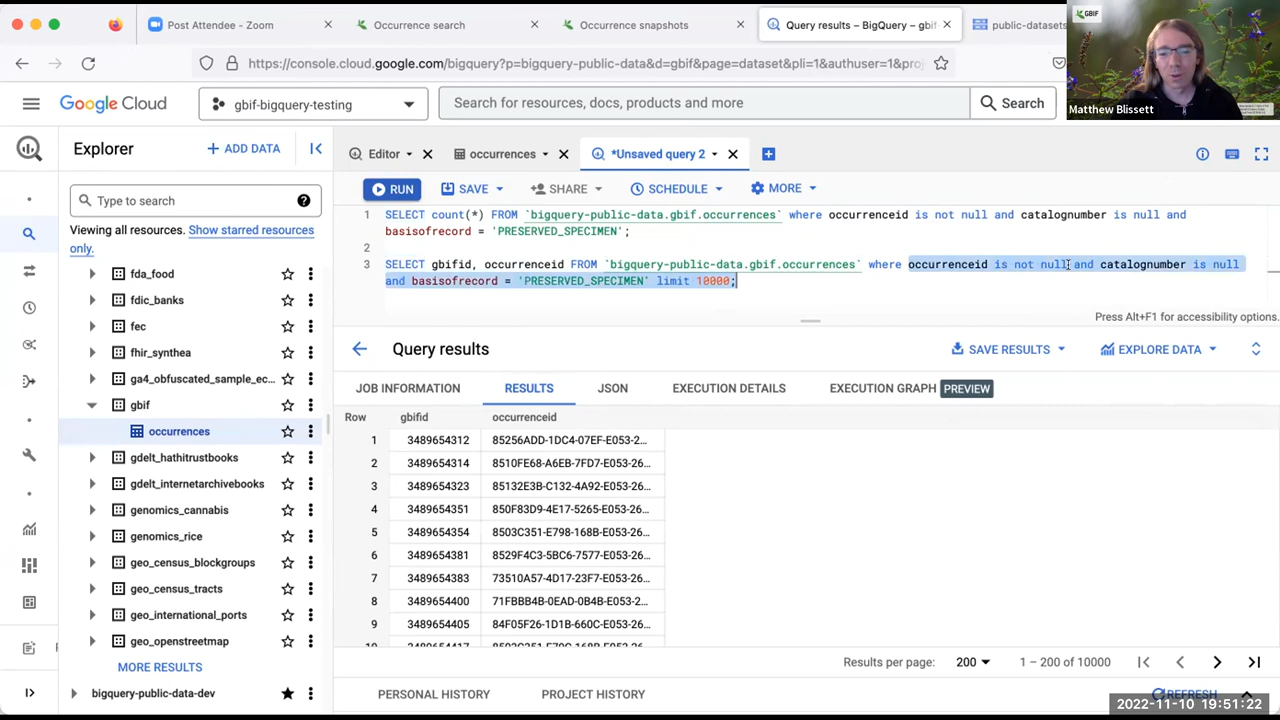 Post Attendee - Zoom
Occurrence search
Occurrence snapshots
Query results – BigQuery – gbif
public-datasets
GBIF
https://console.cloud.google.com/bigquery?p=bigquery-public-data&d=gbif&page=dataset&pli=1&authuser=1&pro
Matthew Blissett
Google Cloud
gbif-bigquery-testing
Search for resources, docs, products and more
Search
Explorer
+ ADD DATA
Editor
occurrences
*Unsaved query 2
RUN
SAVE
SHARE
SCHEDULE
MORE
Type to search
Viewing all resources. Show starred resources
only.
1 SELECT count(*) FROM `bigquery-public-data.gbif.occurrences` where occurrenceid is not null and catalognumber is null and
basisofrecord = 'PRESERVED_SPECIMEN';
2
3 SELECT gbifid, occurrenceid FROM `bigquery-public-data.gbif.occurrences` where occurrenceid is not null and catalognumber is null
and basisofrecord = 'PRESERVED_SPECIMEN' limit 10000;
Press Alt+F1 for accessibility options.
fda_food
fdic_banks
fec
fhir_synthea
ga4_obfuscated_sample_ec...
gbif
occurrences
gdelt_hathitrustbooks
gdelt_internetarchivebooks
genomics_cannabis
genomics_rice
geo_census_blockgroups
geo_census_tracts
geo_international_ports
geo_openstreetmap
MORE RESULTS
bigquery-public-data-dev
Query results
SAVE RESULTS
EXPLORE DATA
JOB INFORMATION
RESULTS
JSON
EXECUTION DETAILS
EXECUTION GRAPH PREVIEW
Row gbifid occurrenceid
1 3489654312 85256ADD-1DC4-07EF-E053-2...
2 3489654314 8510FE68-A6EB-7FD7-E053-26...
3 3489654323 85132E3B-C132-4A92-E053-26...
4 3489654351 850F83D9-4E17-5265-E053-26...
5 3489654354 8503C351-E798-168B-E053-26...
6 3489654381 8529F4C3-5BC6-7577-E053-26...
7 3489654383 73510A57-4D17-23F7-E053-26...
8 3489654400 71FBBB4B-0EAD-0B4B-E053-2...
9 3489654405 84F05F26-1D1B-660C-E053-26...
Results per page: 200 1 – 200 of 10000
PERSONAL HISTORY
PROJECT HISTORY
REFRESH
2022-11-10 19:51:22